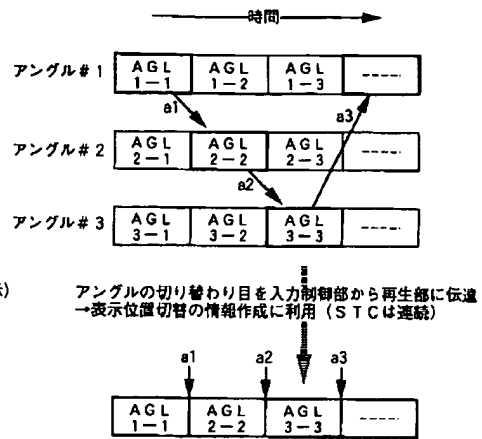 時間
アングル#1
AGL 1-1
AGL 1-2
AGL 1-3
-----
a1
a3
アングル#2
AGL 2-1
AGL 2-2
AGL 2-3
-----
a2
アングル#3
AGL 3-1
AGL 3-2
AGL 3-3
-----
)
アングルの切り替わり目を入力制御部から再生部に伝達
→表示位置切替の情報作成に利用(STCは連続)
a1
a2
a3
AGL 1-1
AGL 2-2
AGL 3-3
-----